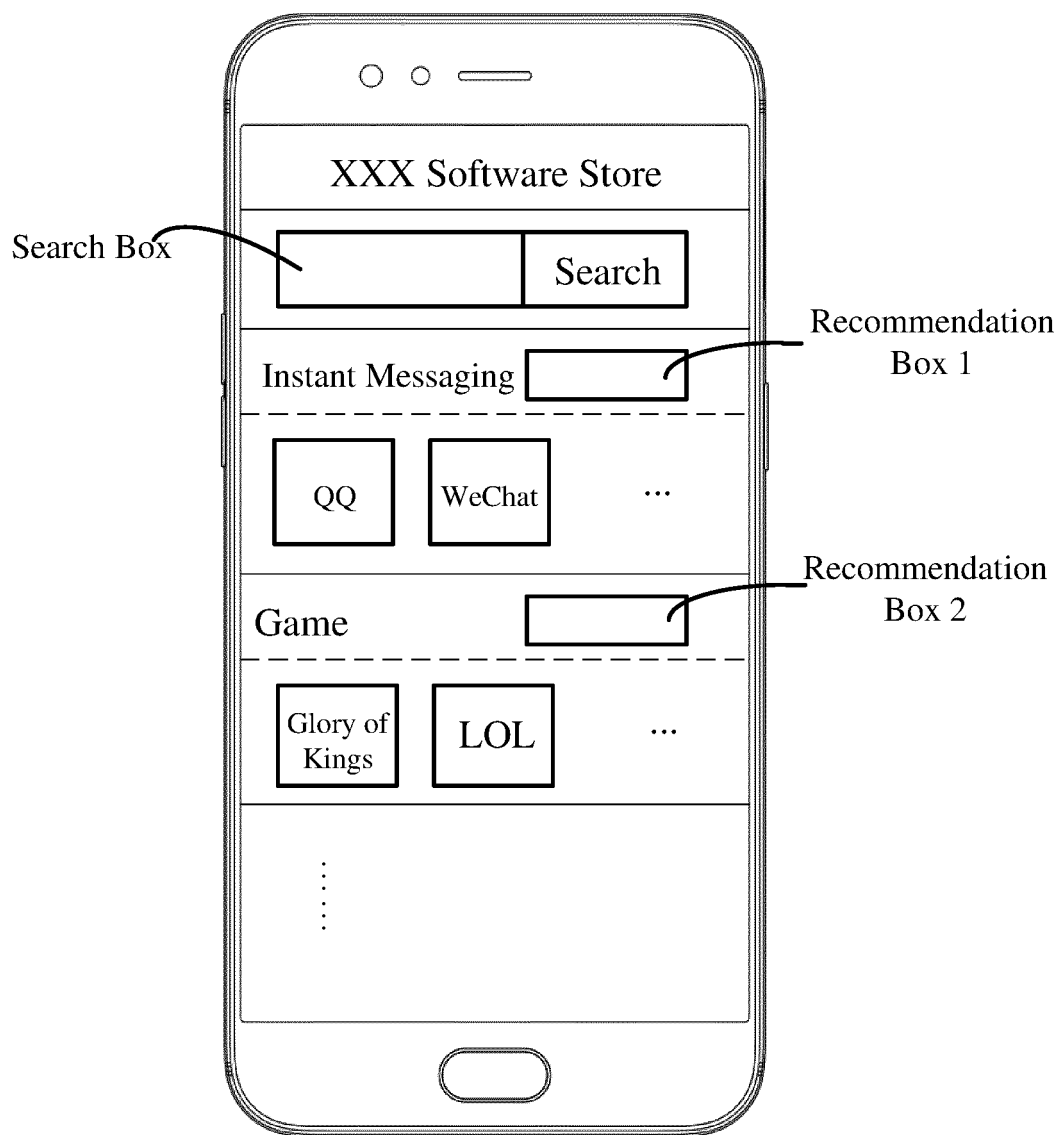 XXX Software Store
Search Box
Search
Recommendation
Box 1
Instant Messaging
QQ
WeChat
...
Recommendation
Box 2
Game
Glory of
Kings
LOL
...
......